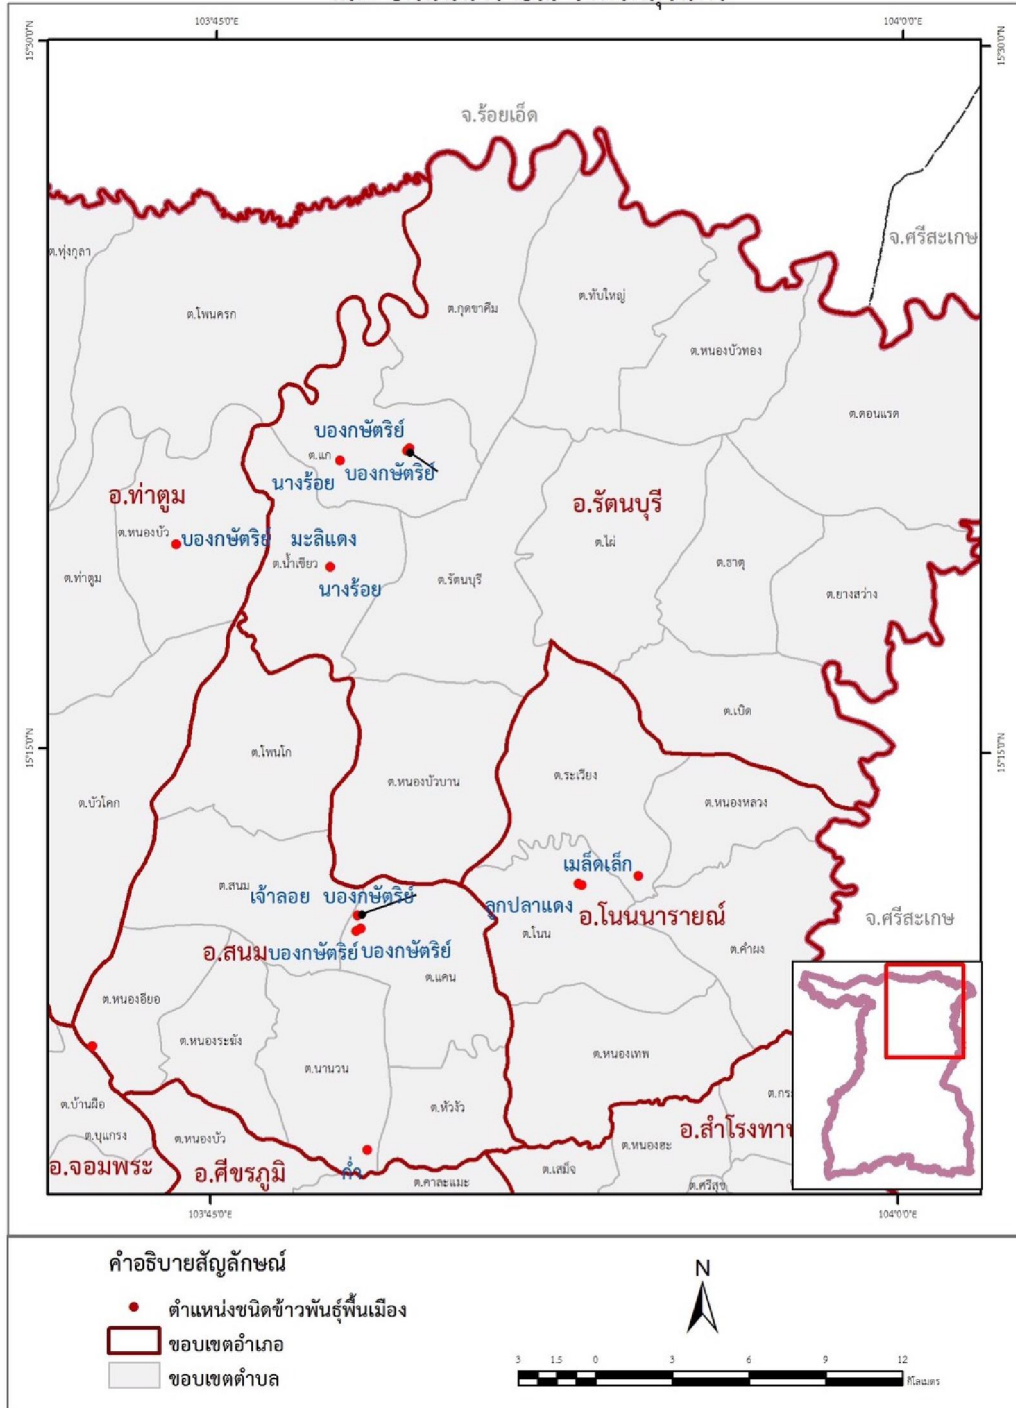 103°45'0"E
104°0'0"E
15°30'0"N
15°30'0"N
จ.ร้อยเอ็ด
จ.ศรีสะเกษ
ต.ทุ่งกุลา
ต.โพนครก
ต.กุดขาคีม
ต.ทับใหญ่
ต.หนองบัวทอง
ต.ดอนแรด
บองกษัตริย์
ต.แก
บองกษัตริย์
นางร้อย
อ.ท่าตูม
อ.รัตนบุรี
ต.หนองบัว
บองกษัตริย์
มะลิแดง
ต.ไผ่
ต.น้ำเขียว
ต.ธาตุ
ต.ท่าตูม
ต.รัตนบุรี
นางร้อย
ต.ยางสว่าง
ต.เบิด
15°15'0"N
15°15'0"N
ต.โพนโก
ต.หนองบัวบาน
ต.ระเวียง
ต.บัวโคก
ต.หนองหลวง
เมล็ดเล็ก
ต.สนม
เจ้าลอย
บองกษัตริย์
ลูกปลาแดง
อ.โนนนารายณ์
จ.ศรีสะเกษ
ต.โนน
อ.สนม
บองกษัตริย์
บองกษัตริย์
ต.คำผง
ต.แคน
ต.หนองอียอ
ต.หนองระฆัง
ต.หนองเทพ
ต.นานวน
ต.บ้านผือ
ต.หัวงัว
ต.กระ
ต.บุแกรง
ต.หนองบัว
อ.สำโรงทาบ
ต.หนองฮะ
อ.จอมพระ
อ.ศีขรภูมิ
ก่ำ
ต.เสม็จ
ต.คาละแมะ
ต.ศรีสุข
103°45'0"E
104°0'0"E
คำอธิบายสัญลักษณ์
ตำแหน่งชนิดข้าวพันธุ์พื้นเมือง
ขอบเขตอำเภอ
ขอบเขตตำบล
N
3 1.5 0 3 6 9 12
กิโลเมตร